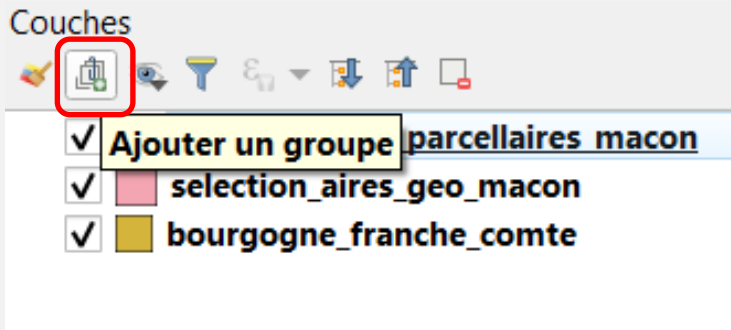 Couches
Ajouter un groupe parcellaires_macon
selection_aires_geo_macon
bourgogne_franche_comte